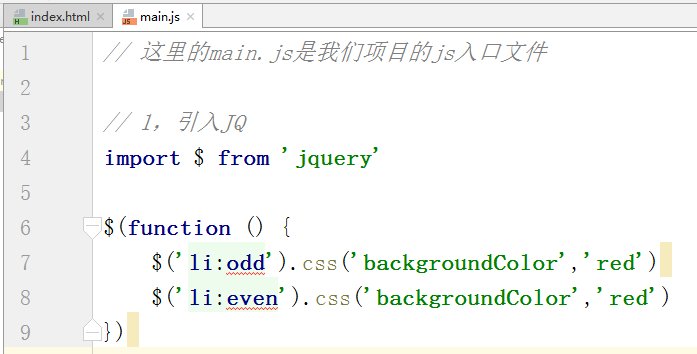 index.html
main.js
1 // 这里的main.js是我们项目的js入口文件
2
3 // 1，引入JQ
4 import $ from 'jquery'
5
6 $(function () {
7 $('li:odd').css('backgroundColor','red')
8 $('li:even').css('backgroundColor','red')
9 })